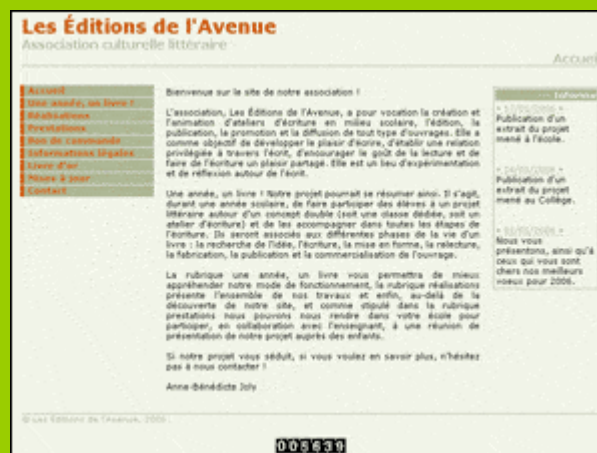 Les Éditions de l'Avenue
Association culturelle littéraire
Accueil
Accueil
Une année, un livre !
Réalisations
Prestations
Bon de commande
Informations légales
Livre d'or
Mises à jour
Contact
Bienvenue sur le site de notre association !
L'association, Les Éditions de l'Avenue, a pour vocation la création et
l'animation d'ateliers d'écriture en milieu scolaire, l'édition, la
publication, la promotion et la diffusion de tout type d'ouvrages. Elle a
comme objectif de développer le plaisir d'écrire, d'établir une relation
privilégiée à travers l'écrit, d'encourager le goût de la lecture et de
faire de l'écriture un plaisir partagé. Elle est un lieu d'expérimentation
et de réflexion autour de l'écrit.
Une année, un livre ! Notre projet pourrait se résumer ainsi. Il s'agit,
durant une année scolaire, de faire participer des élèves à un projet
littéraire autour d'un concept double (soit une classe dédiée, soit un
atelier d'écriture) et de les accompagner dans toutes les étapes de
l'écriture. Ils seront associés aux différentes phases de la vie d'un
livre : la recherche de l'idée, l'écriture, la mise en forme, la relecture,
la fabrication, la publication et la commercialisation de l'ouvrage.
La rubrique une année, un livre vous permettra de mieux
appréhender notre mode de fonctionnement, la rubrique réalisations
présente l'ensemble de nos travaux et enfin, au-delà de la
découverte de notre site, et comme stipulé dans la rubrique
prestations nous pouvons nous rendre dans votre école pour
participer, en collaboration avec l'enseignant, à une réunion de
présentation de notre projet auprès des enfants.
Si notre projet vous séduit, si vous voulez en savoir plus, n'hésitez
pas à nous contacter !
Anne-Bénédicte Joly
Publication d'un
extrait du projet
mené à l'école.
Publication d'un
extrait du projet
mené au Collège.
Nous vous
présentons, ainsi qu'à
ceux qui vous sont
chers nos meilleurs
voeux pour 2006.
© Les Éditions de l'Avenue, 2006.
005639